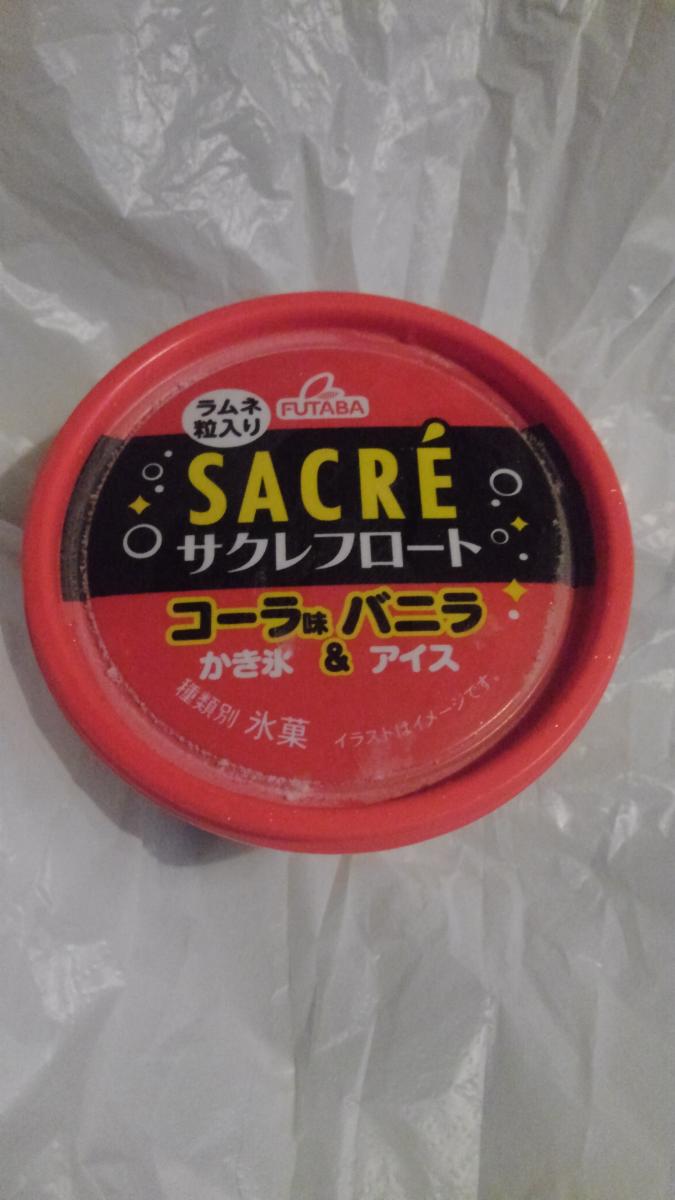 ラムネ
粒入り
FUTABA
SACRÉ
サクレフロート
コーラ味 バニラ
かき氷 & アイス
種類別 氷菓
イラストはイメージです。